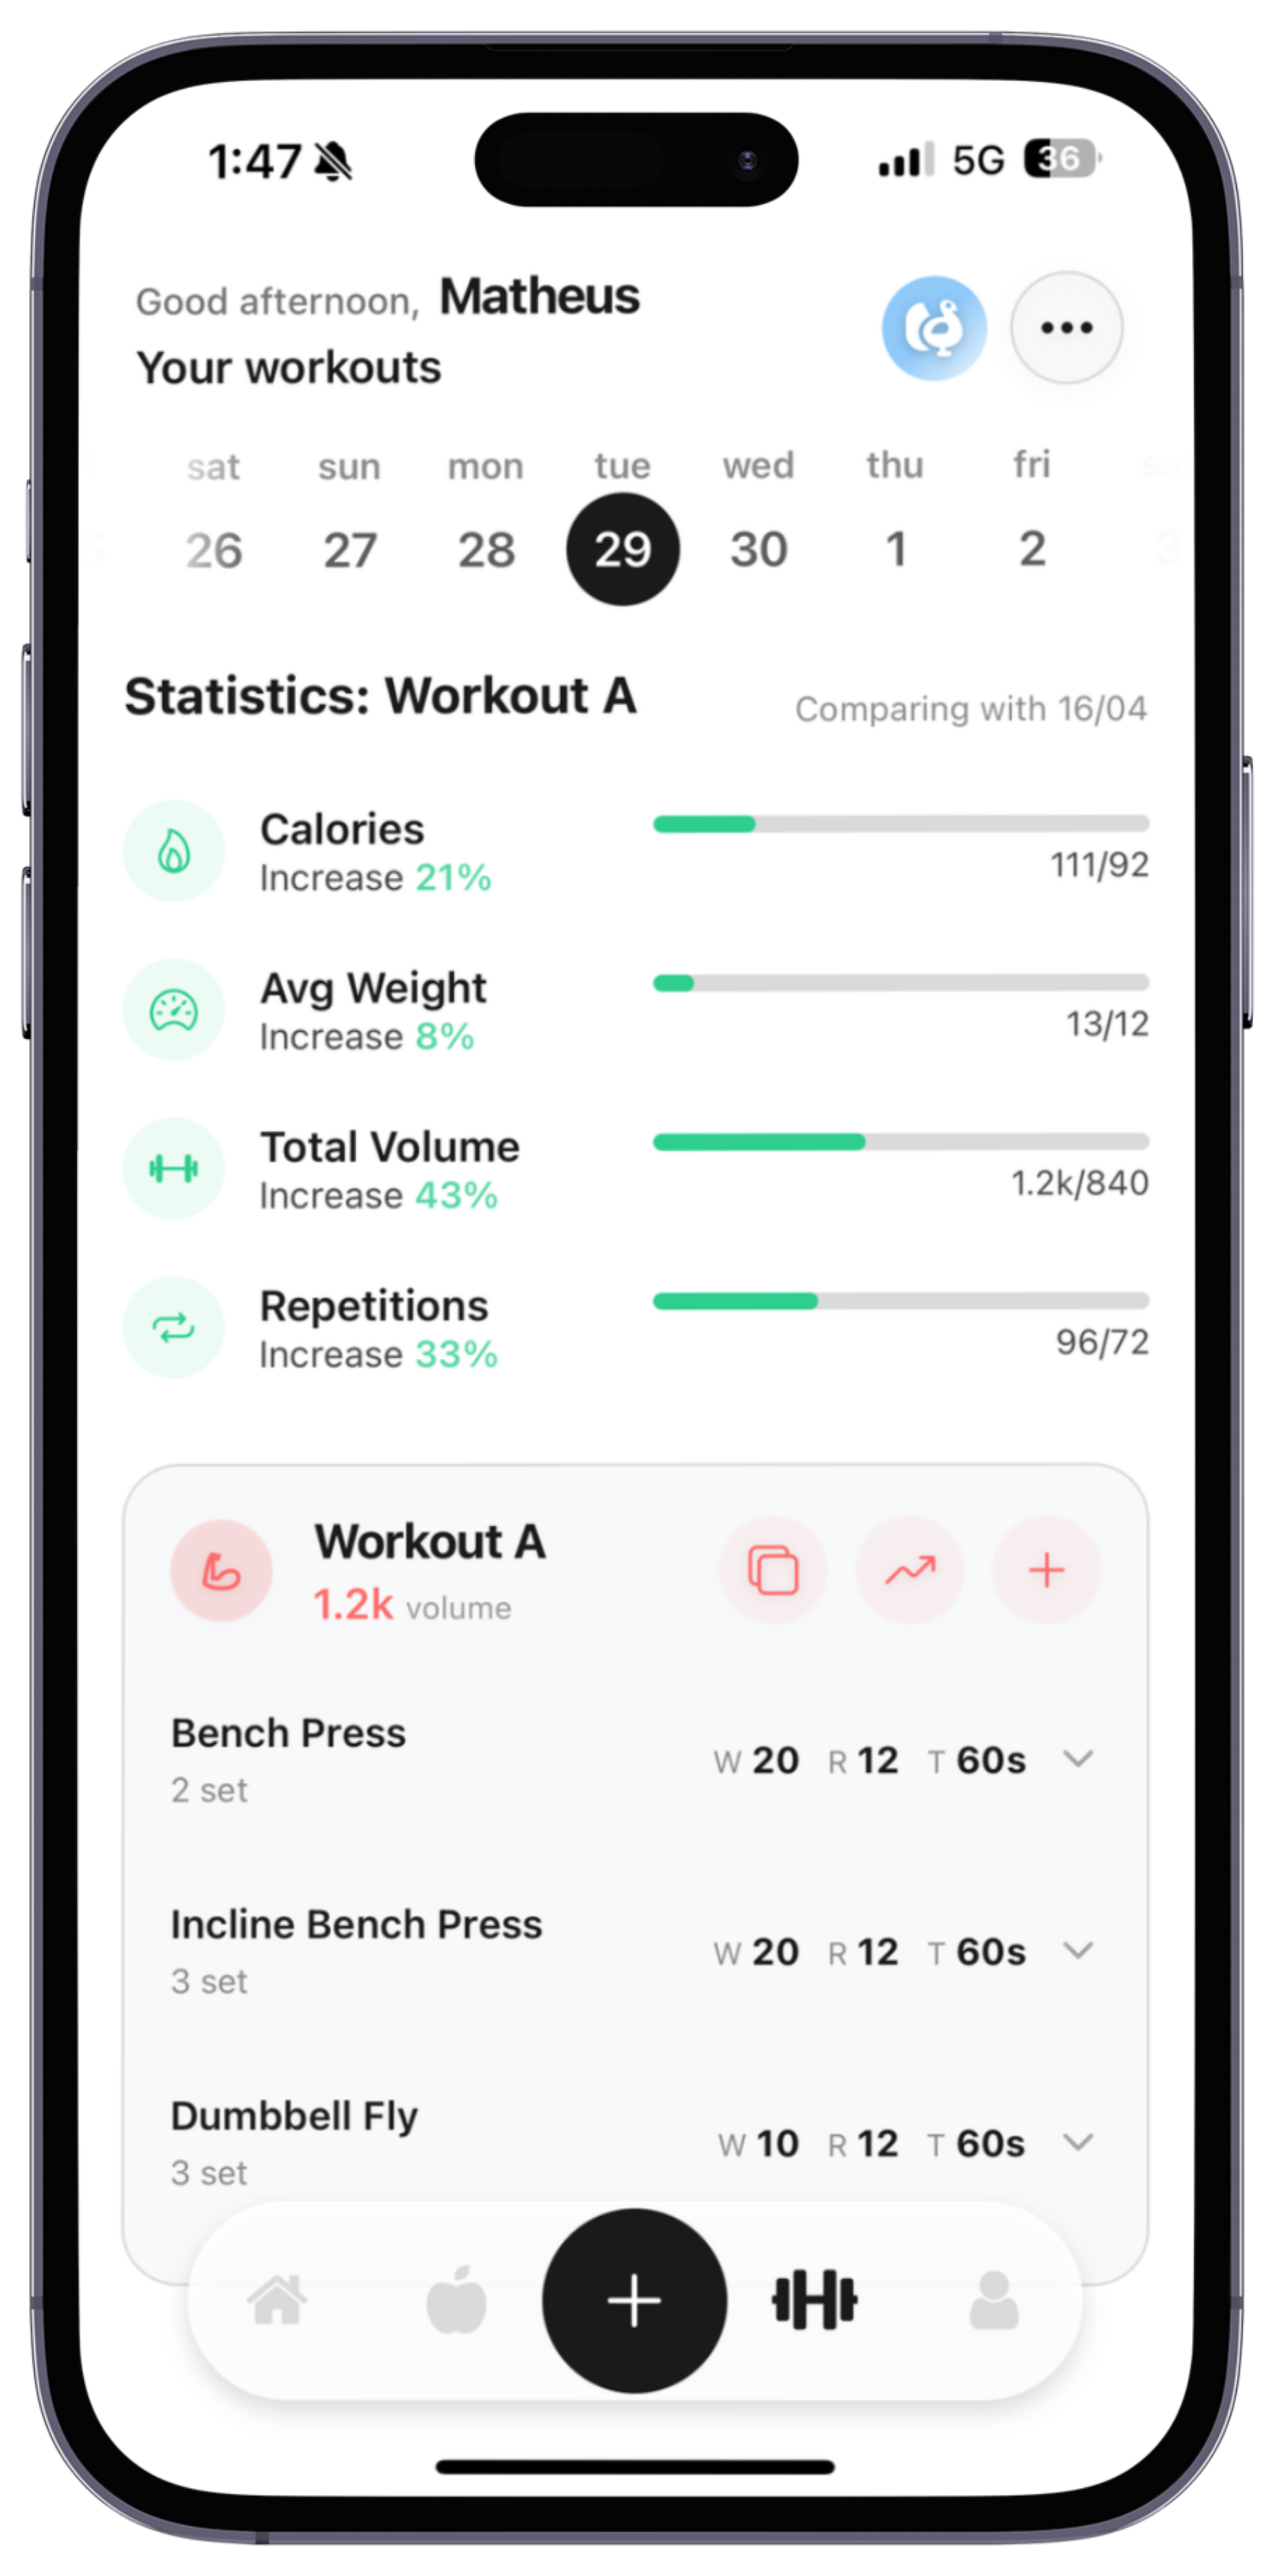 1:47 5G 36
Good afternoon, Matheus
Your workouts
sat sun mon tue wed thu fri sa
5 26 27 28 29 30 1 2 3
Statistics: Workout A Comparing with 16/04
Calories
Increase 21% 111/92
Avg Weight
Increase 8% 13/12
Total Volume
Increase 43% 1.2k/840
Repetitions
Increase 33% 96/72
Workout A
1.2k volume
Bench Press
2 set W 20 R 12 T 60s
Incline Bench Press
3 set W 20 R 12 T 60s
Dumbbell Fly
3 set W 10 R 12 T 60s